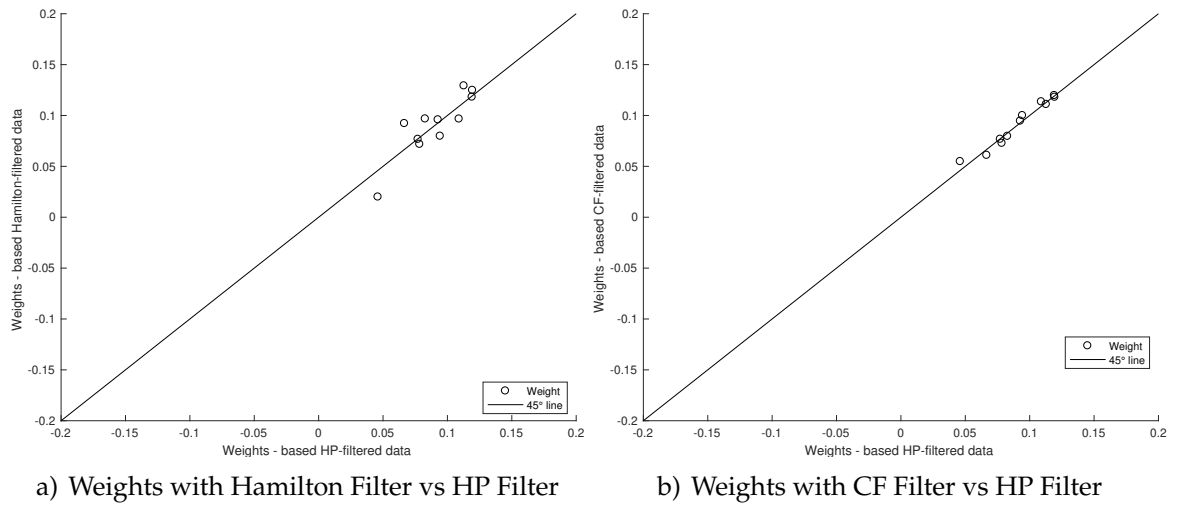 0.2
0.15
0.1
0.05
0
-0.05
-0.1
-0.15
-0.2
Weights - based Hamilton-filtered data
-0.2 -0.15 -0.1 -0.05 0 0.05 0.1 0.15 0.2
Weights - based HP-filtered data
Weight
45° line
a) Weights with Hamilton Filter vs HP Filter
0.2
0.15
0.1
0.05
0
-0.05
-0.1
-0.15
-0.2
Weights - based CF-filtered data
-0.2 -0.15 -0.1 -0.05 0 0.05 0.1 0.15 0.2
Weights - based HP-filtered data
Weight
45° line
b) Weights with CF Filter vs HP Filter